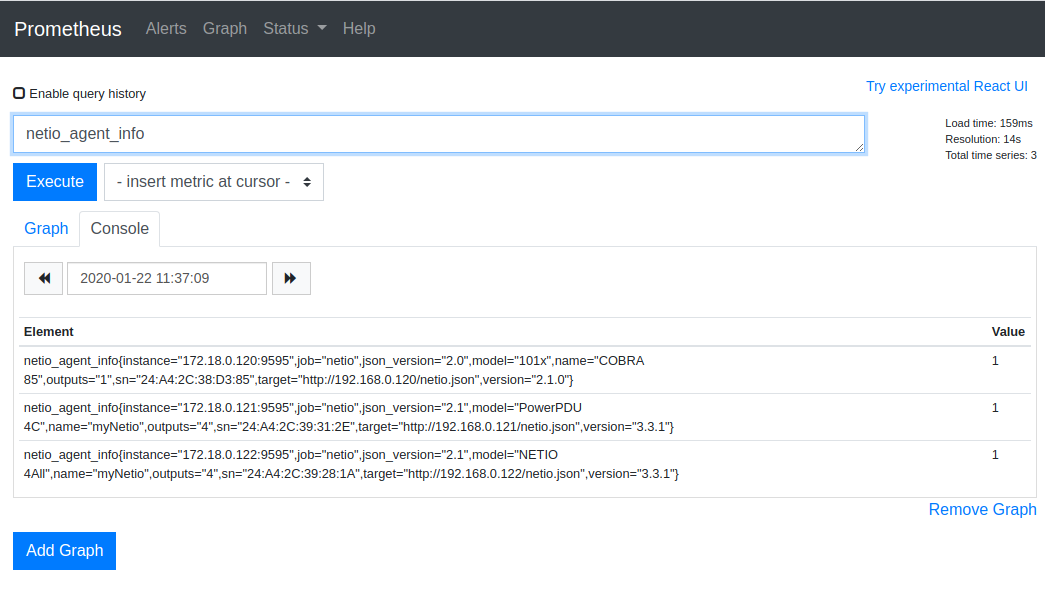 Prometheus Alerts Graph Status Help
Try experimental React UI
Enable query history
netio_agent_info
Load time: 159ms
Resolution: 14s
Total time series: 3
Execute - insert metric at cursor -
Graph Console
2020-01-22 11:37:09
Element Value
netio_agent_info{instance="172.18.0.120:9595",job="netio",json_version="2.0",model="101x",name="COBRA 1
85",outputs="1",sn="24:A4:2C:38:D3:85",target="http://192.168.0.120/netio.json",version="2.1.0"}
netio_agent_info{instance="172.18.0.121:9595",job="netio",json_version="2.1",model="PowerPDU 1
4C",name="myNetio",outputs="4",sn="24:A4:2C:39:31:2E",target="http://192.168.0.121/netio.json",version="3.3.1"}
netio_agent_info{instance="172.18.0.122:9595",job="netio",json_version="2.1",model="NETIO 1
4All",name="myNetio",outputs="4",sn="24:A4:2C:39:28:1A",target="http://192.168.0.122/netio.json",version="3.3.1"}
Remove Graph
Add Graph